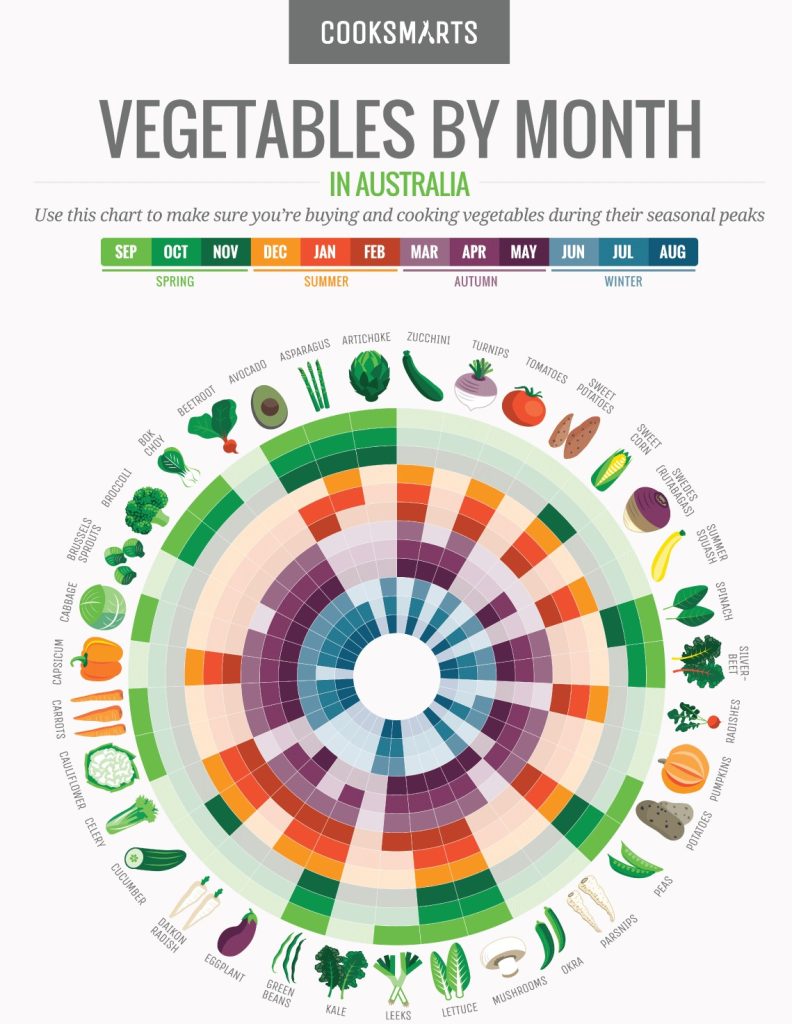 COOKSMARTS
VEGETABLES BY MONTH
IN AUSTRALIA
Use this chart to make sure you're buying and cooking vegetables during their seasonal peaks
SEP OCT NOV DEC JAN FEB MAR APR MAY JUN JUL AUG
SPRING SUMMER AUTUMN WINTER
ARTICHOKE
ZUCCHINI
TURNIPS
TOMATOES
SWEET
POTATOES
SWEET
CORN
SWEDES
(RUTABAGAS)
SUMMER
SQUASH
SPINACH
SILVER-
BEET
RADISHES
PUMPKINS
POTATOES
PEAS
PARSNIPS
OKRA
MUSHROOMS
LETTUCE
LEEKS
KALE
GREEN
BEANS
EGGPLANT
DAIKON
RADISH
CUCUMBER
CELERY
CAULIFLOWER
CARROTS
CAPSICUM
CABBAGE
BRUSSELS
SPROUTS
BROCCOLI
BOK
CHOY
BEETROOT
AVOCADO
ASPARAGUS